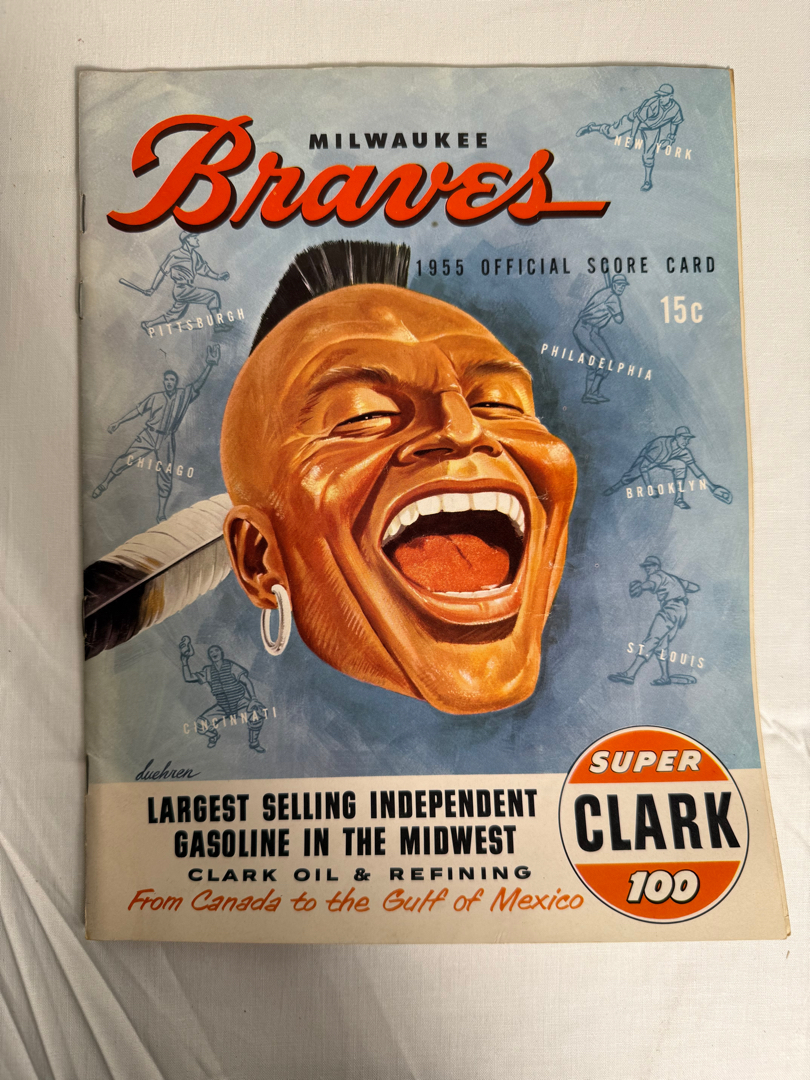 MILWAUKEE
Braves
1955 OFFICIAL SCORE CARD
15c
NEW YORK
PITTSBURGH
PHILADELPHIA
CHICAGO
BROOKLYN
ST. LOUIS
CINCINNATI
duehren
LARGEST SELLING INDEPENDENT
GASOLINE IN THE MIDWEST
CLARK OIL & REFINING
From Canada to the Gulf of Mexico
SUPER
CLARK
100